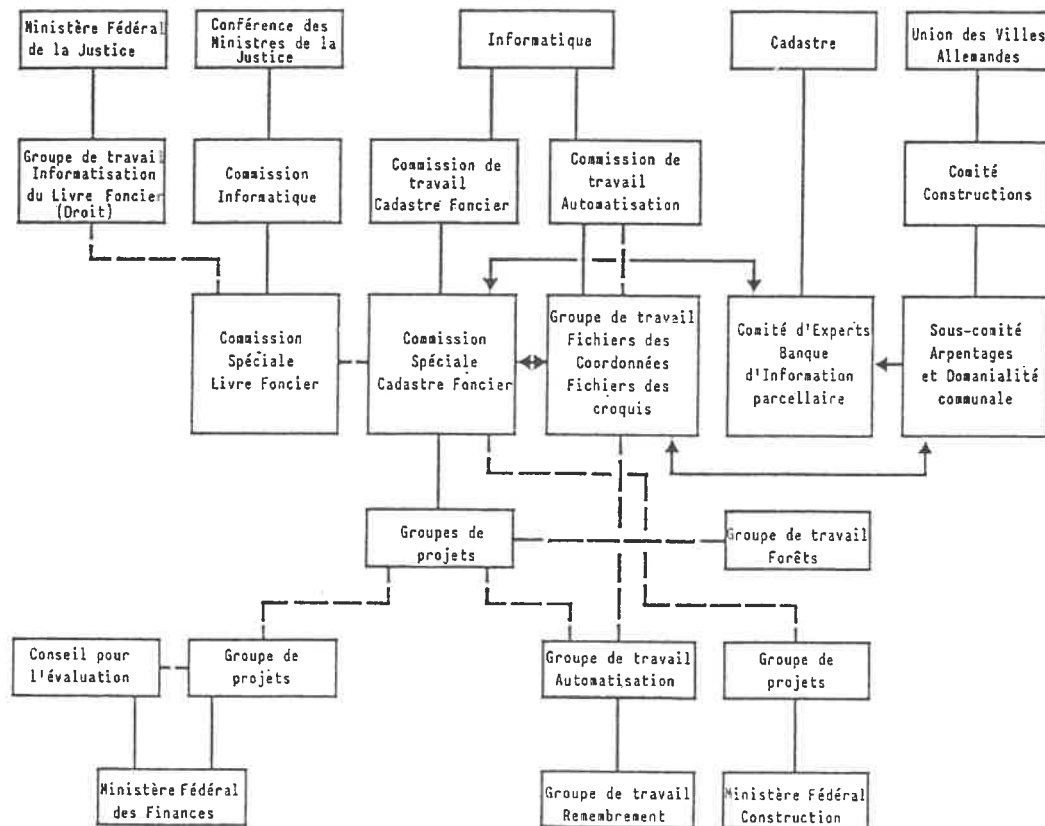 Ministère Fédéral
de la Justice
Conférence des
Ministres de la
Justice
Informatique
Cadastre
Union des Villes
Allemandes
Groupe de travail
Informatisation
du Livre Foncier
(Droit)
Commission
Informatique
Commission de
travail
Cadastre Foncier
Commission de
travail
Automatisation
Comité
Constructions
Commission
Spéciale
Livre Foncier
Commission
Spéciale
Cadastre Foncier
Groupe de travail
Fichiers des
Coordonnées
Fichiers des
croquis
Comité d'Experts
Banque
d'Information
parcellaire
Sous-comité
Arpentages
et Domanialité
communale
Groupes de
projets
Groupe de travail
Forêts
Conseil pour
l'évaluation
Groupe de
projets
Groupe de travail
Automatisation
Groupe de
projets
Ministère Fédéral
des Finances
Groupe de travail
Remembrement
Ministère Fédéral
Construction